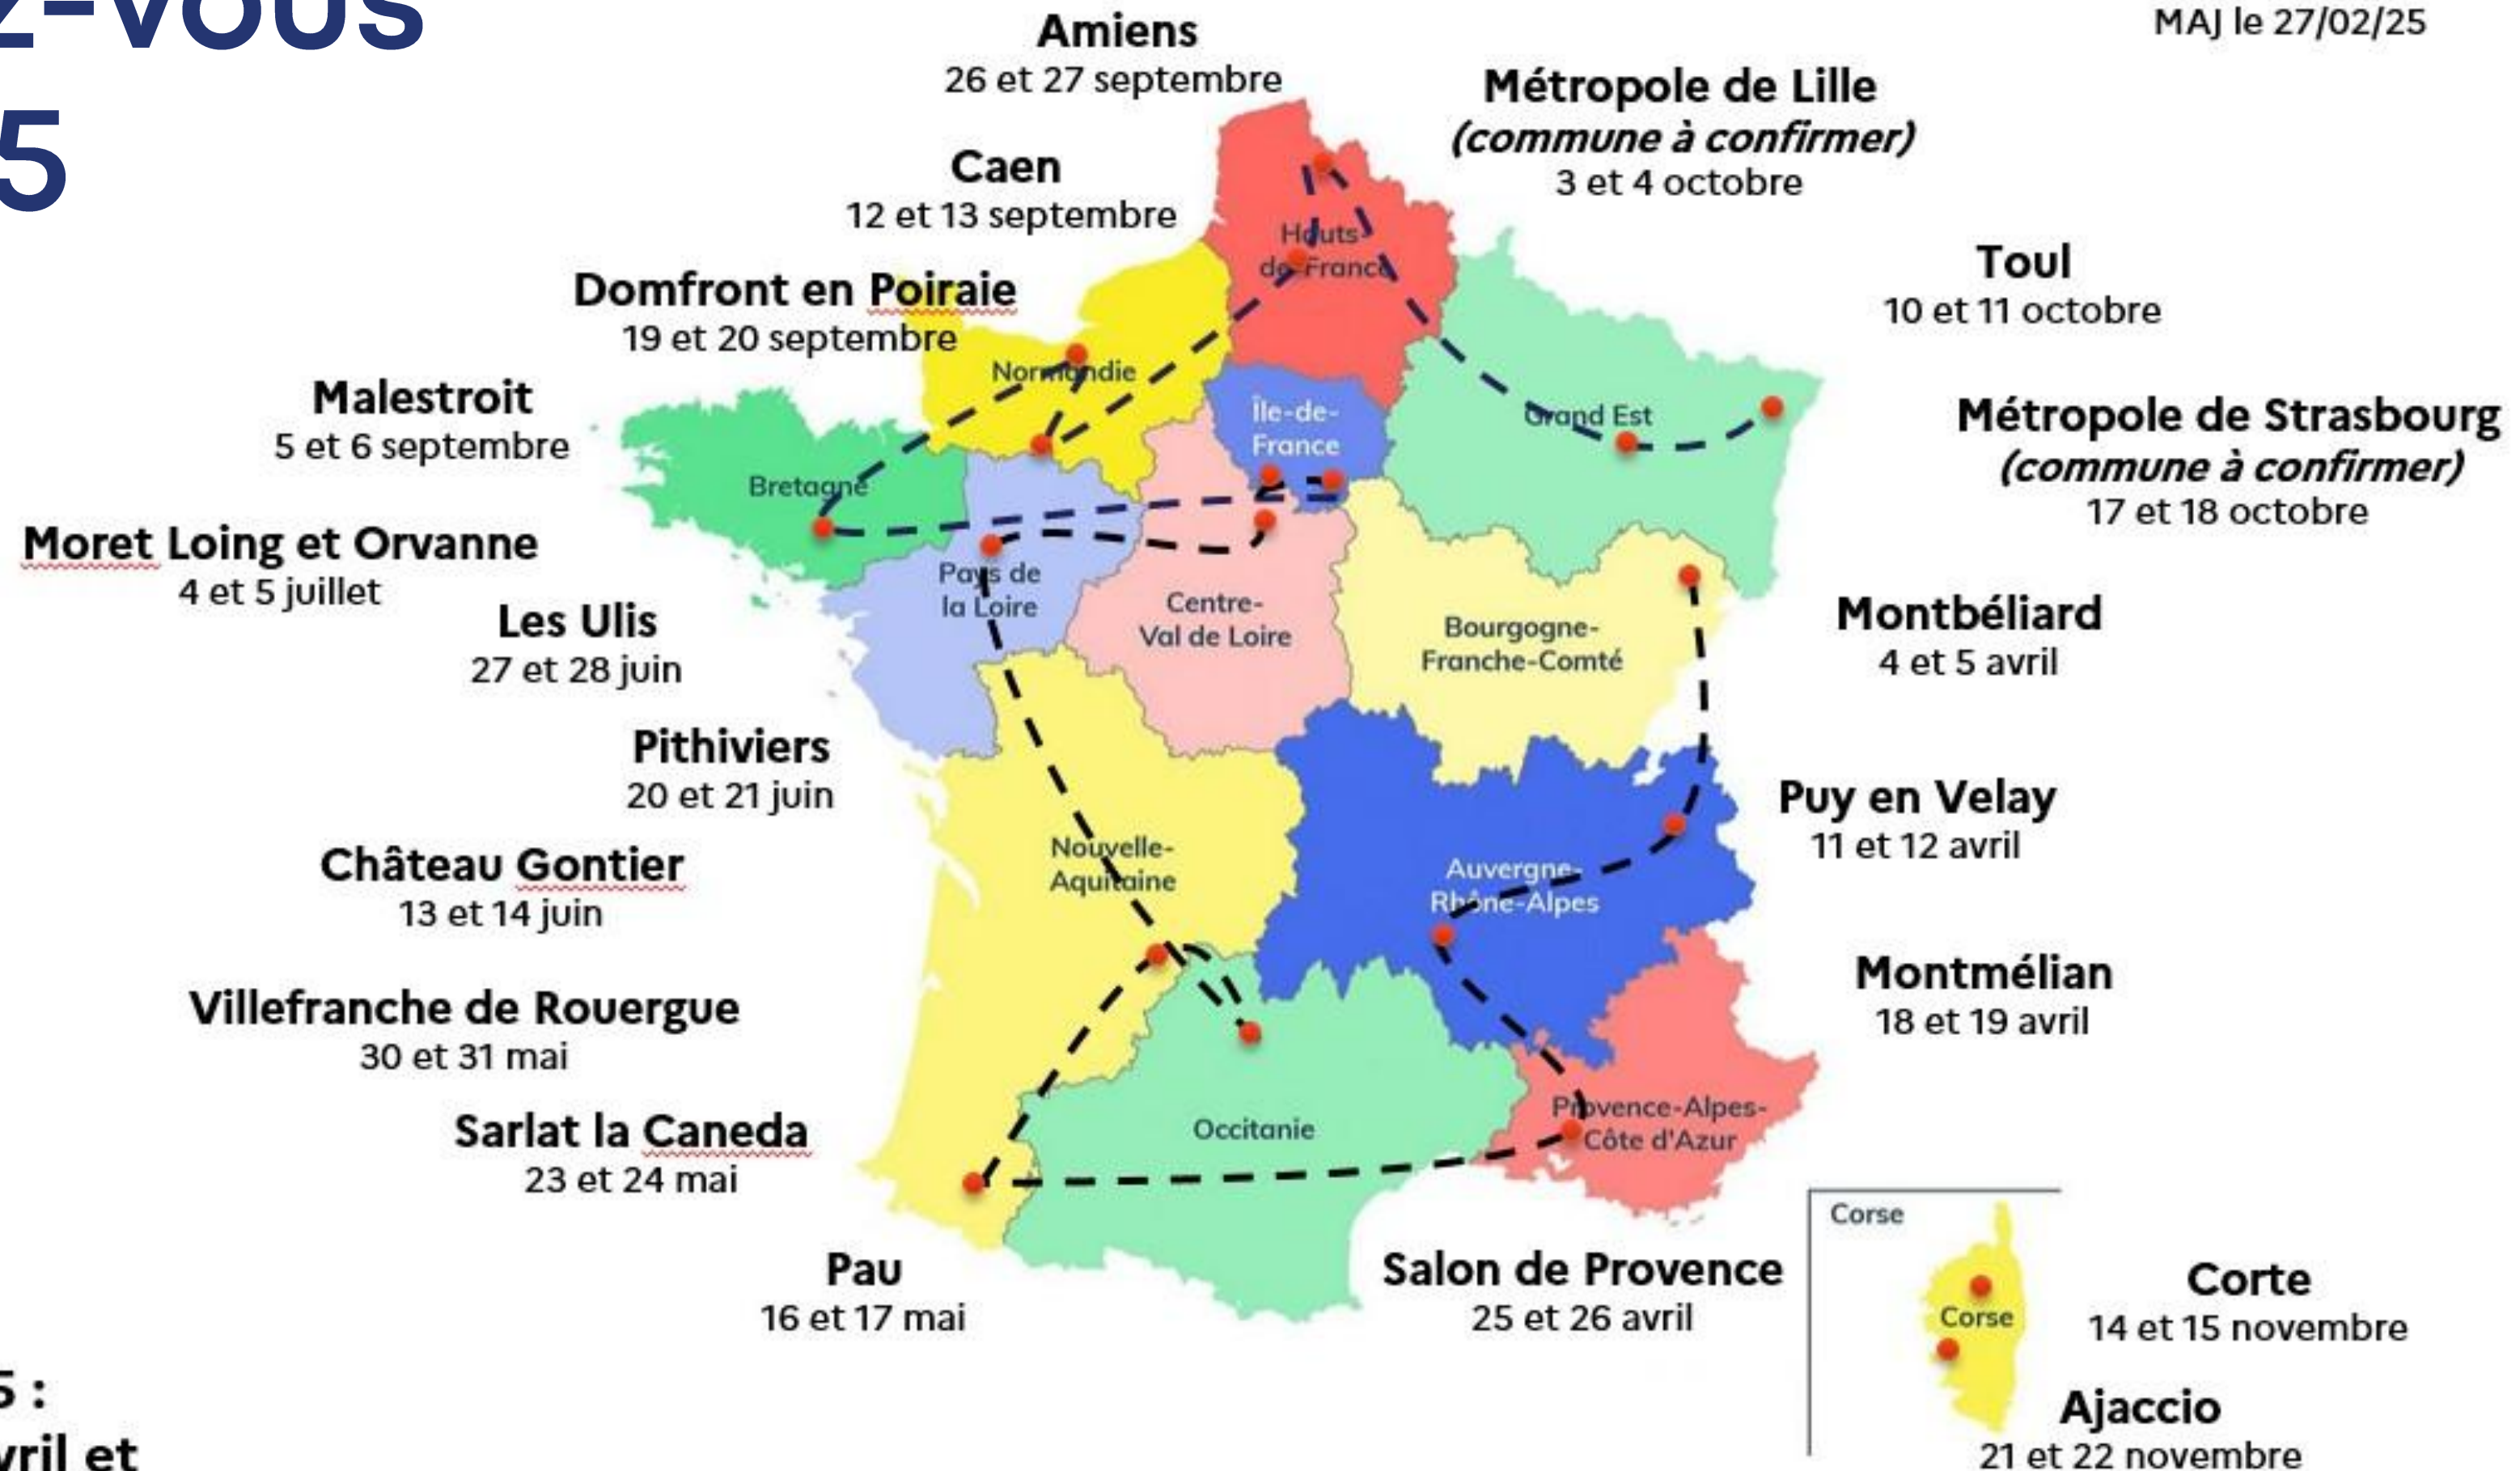 Z-VOUS
5
MAJ le 27/02/25
Amiens
26 et 27 septembre
Métropole de Lille
(commune à confirmer)
3 et 4 octobre
Caen
12 et 13 septembre
Toul
10 et 11 octobre
Domfront en Poiraie
19 et 20 septembre
Malestroit
5 et 6 septembre
Métropole de Strasbourg
(commune à confirmer)
17 et 18 octobre
Moret Loing et Orvanne
4 et 5 juillet
Les Ulis
27 et 28 juin
Montbéliard
4 et 5 avril
Pithiviers
20 et 21 juin
Puy en Velay
11 et 12 avril
Château Gontier
13 et 14 juin
Montmélian
18 et 19 avril
Villefranche de Rouergue
30 et 31 mai
Sarlat la Caneda
23 et 24 mai
Pau
16 et 17 mai
Salon de Provence
25 et 26 avril
Corte
14 et 15 novembre
Ajaccio
21 et 22 novembre
Hauts
de-France
Normandie
Île-de-
France
Grand Est
Bretagne
Pays de
la Loire
Centre-
Val de Loire
Bourgogne-
Franche-Comté
Nouvelle-
Aquitaine
Auvergne-
Rhône-Alpes
Occitanie
Provence-Alpes-
Côte d'Azur
Corse
Corse
5 :
vril et